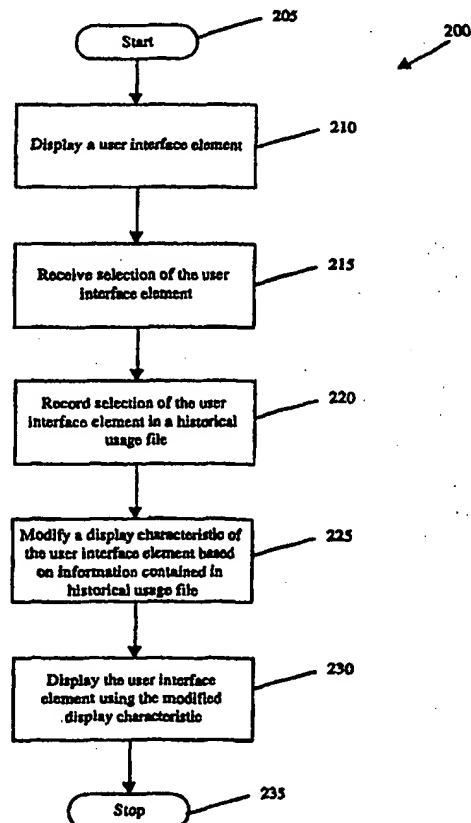 205
Start
200
Display a user interface element
210
Receive selection of the user
interface element
215
Record selection of the user
interface element in a historical
usage file
220
Modify a display characteristic of
the user interface element based
on information contained in
historical usage file
225
Display the user interface
element using the modified
display characteristic
230
Stop
235